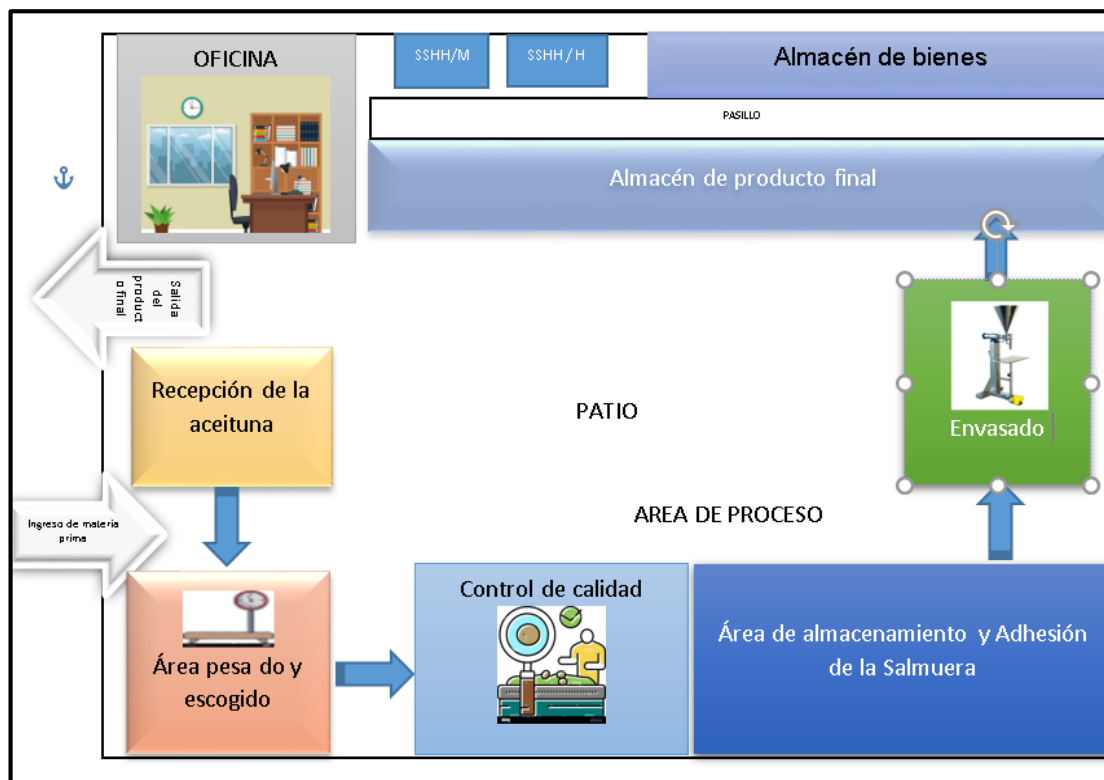 OFICINA
SSHH/M
SSHH / H
Almacén de bienes
PASILLO
Almacén de producto final
Salida
del
product
o final
Recepción de la
aceituna
PATIO
Envasado
Ingreso de materia
prima
AREA DE PROCESO
Área pesa do y
escogido
Control de calidad
Área de almacenamiento y Adhesión
de la Salmuera